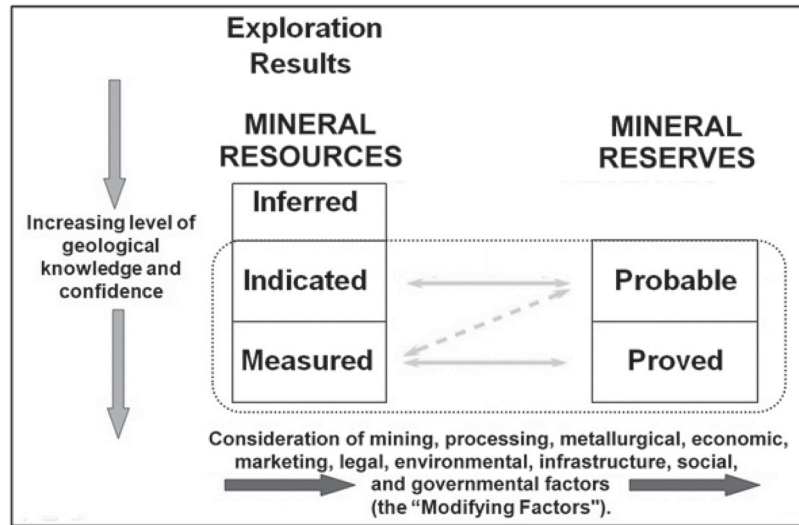 Exploration
Results
MINERAL
RESOURCES
MINERAL
RESERVES
Increasing level of
geological
knowledge and
confidence
Inferred
Indicated
Probable
Measured
Proved
Consideration of mining, processing, metallurgical, economic,
marketing, legal, environmental, infrastructure, social,
and governmental factors
(the “Modifying Factors").